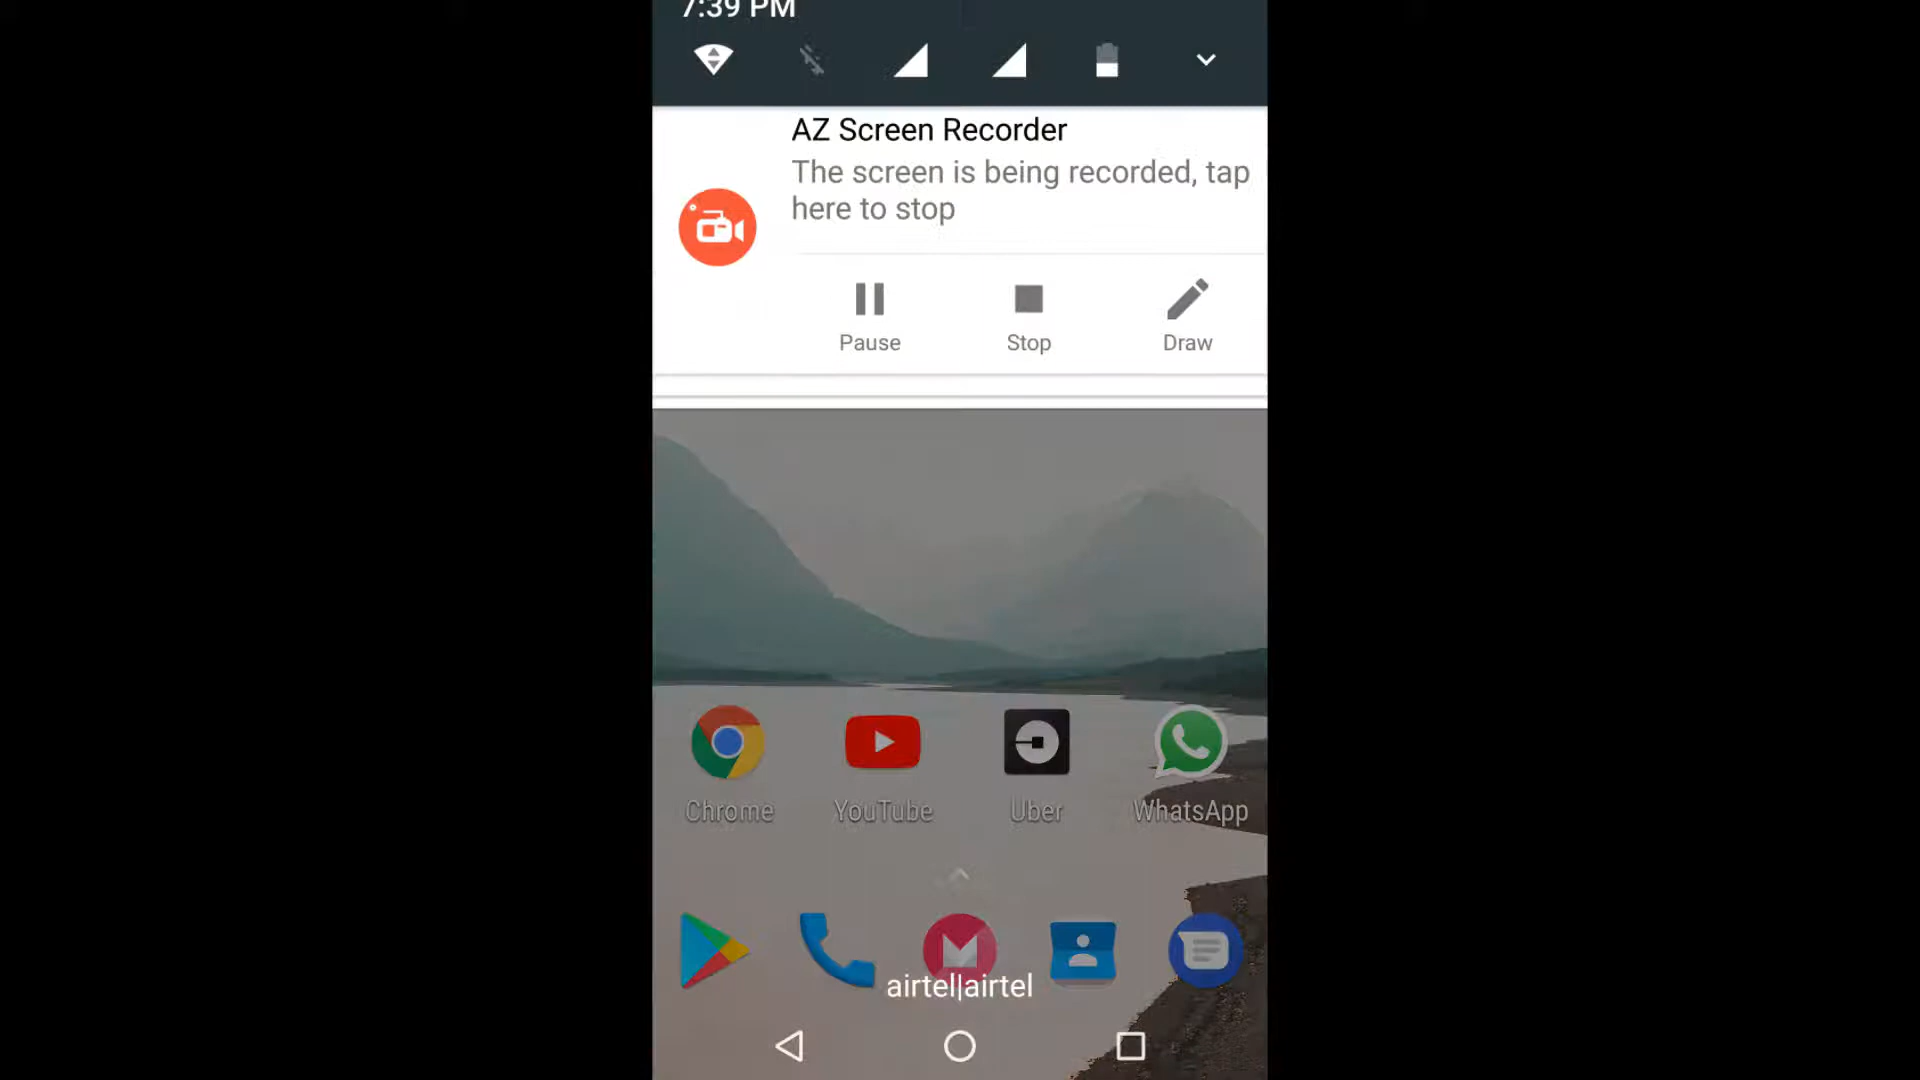 7:39 PM
AZ Screen Recorder
The screen is being recorded, tap
here to stop
Pause Stop Draw
Chrome YouTube Uber WhatsApp
airtel|airtel